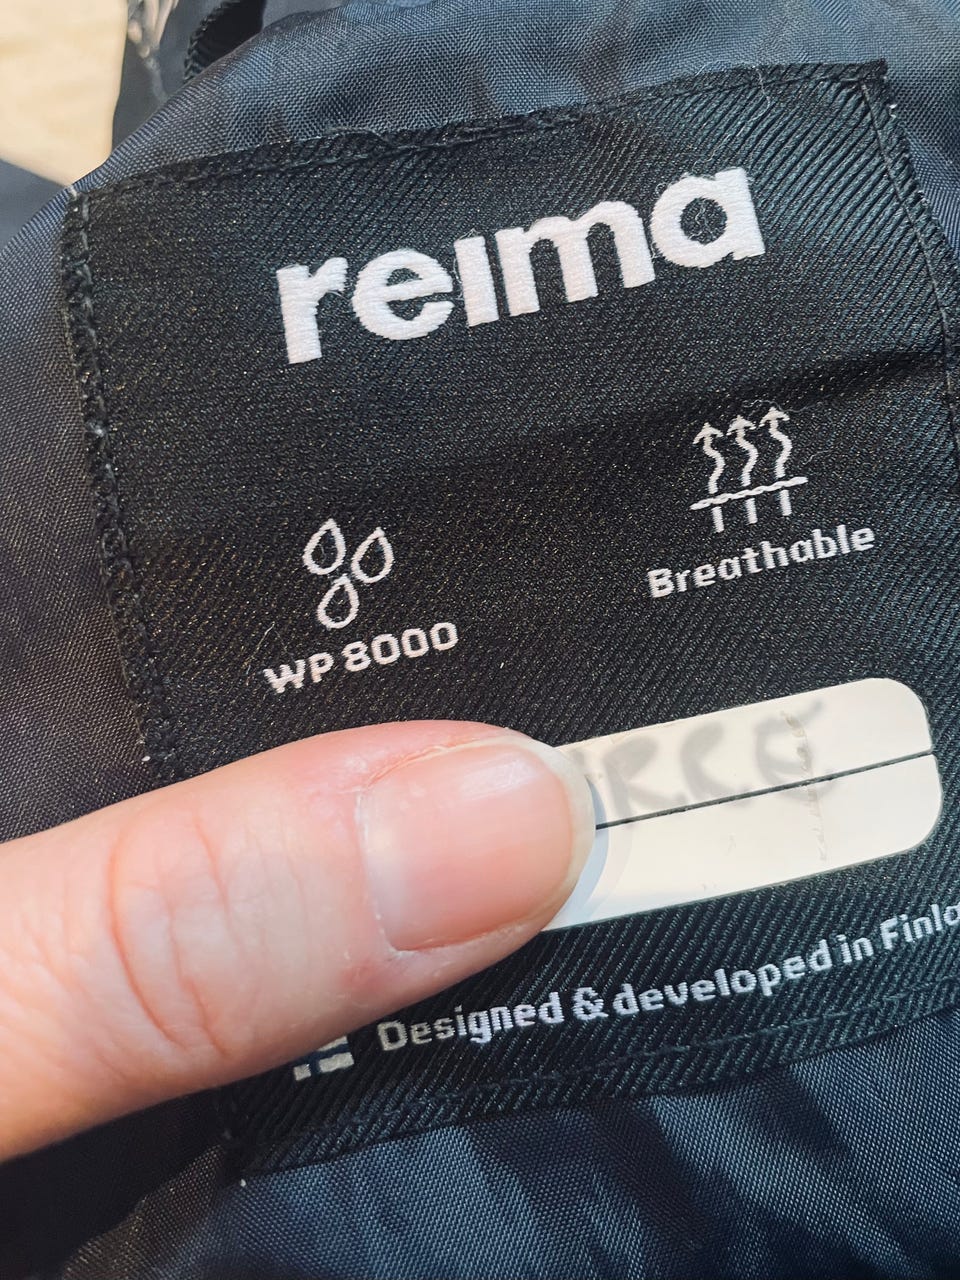 reima
WP 8000
Breathable
Designed & developed in Finla